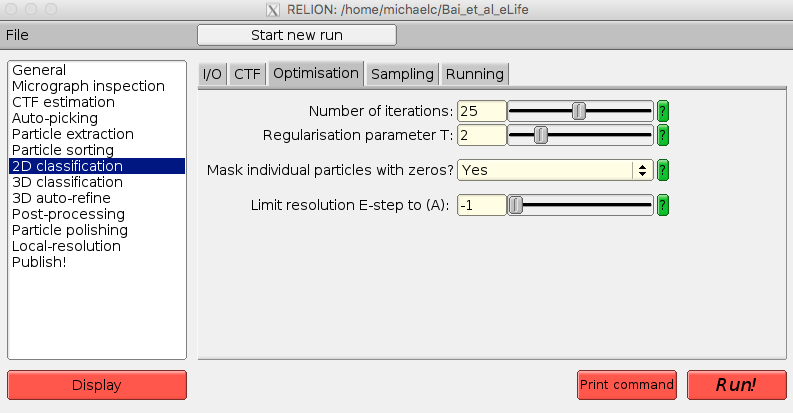 RELION: /home/michaelc/Bai_et_al_eLife
File
Start new run
General
Micrograph inspection
CTF estimation
Auto-picking
Particle extraction
Particle sorting
2D classification
3D classification
3D auto-refine
Post-processing
Particle polishing
Local-resolution
Publish!
I/O CTF Optimisation Sampling Running
Number of iterations: 25 ?
Regularisation parameter T: 2 ?
Mask individual particles with zeros? Yes ?
Limit resolution E-step to (A): -1 ?
Display
Print command
Run!